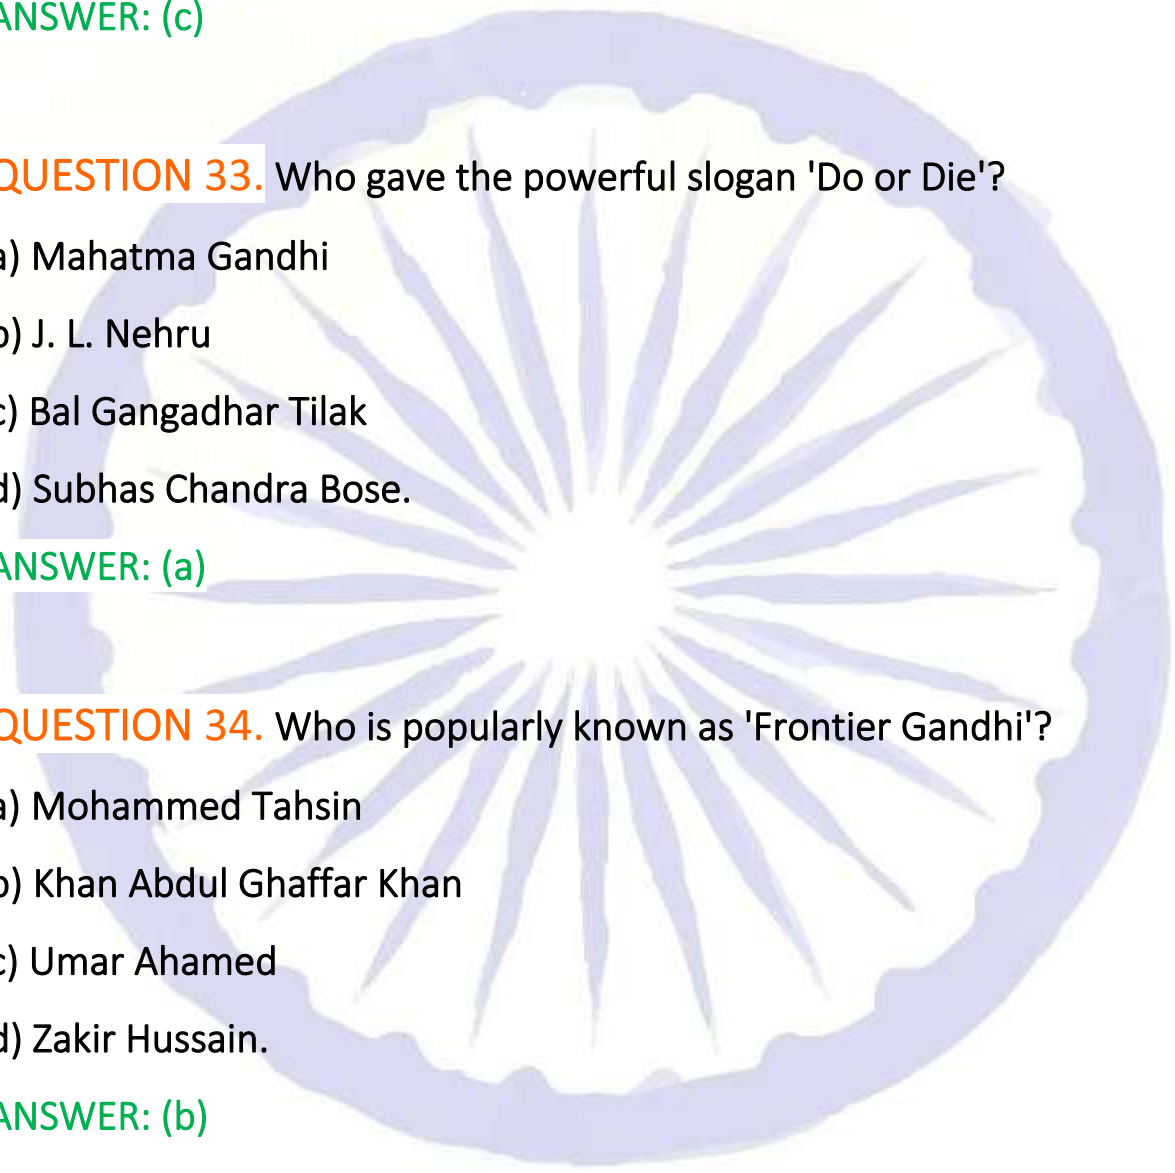 ANSWER: (c)
QUESTION 33. Who gave the powerful slogan 'Do or Die'?
a) Mahatma Gandhi
b) J. L. Nehru
c) Bal Gangadhar Tilak
d) Subhas Chandra Bose.
ANSWER: (a)
QUESTION 34. Who is popularly known as 'Frontier Gandhi'?
a) Mohammed Tahsin
b) Khan Abdul Ghaffar Khan
c) Umar Ahamed
d) Zakir Hussain.
ANSWER: (b)